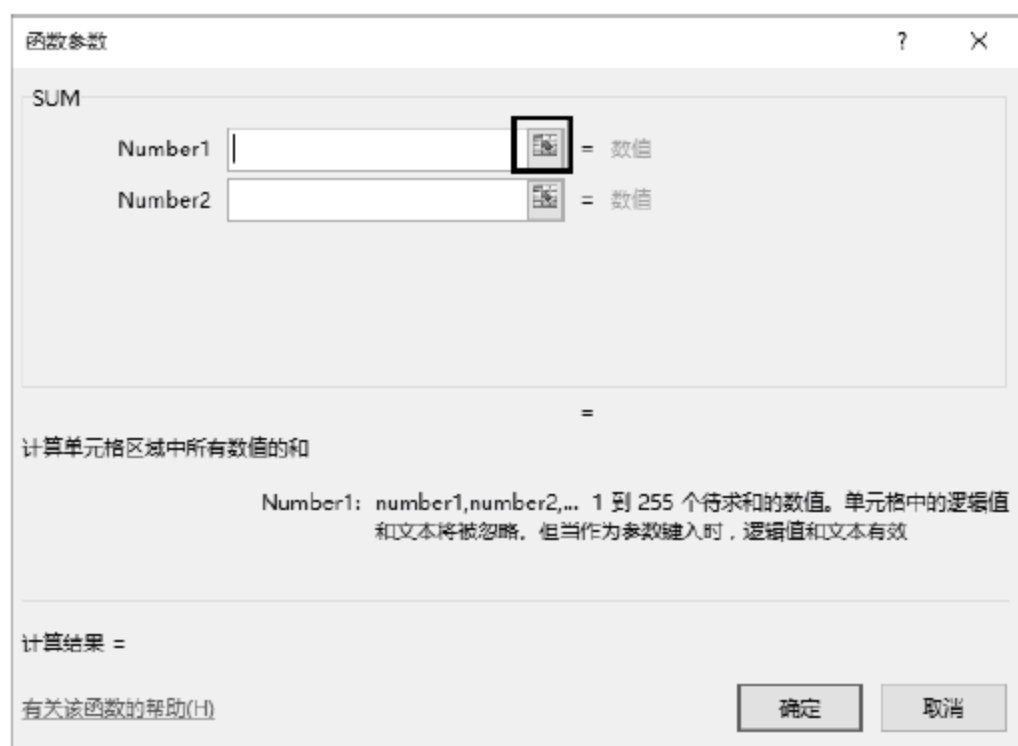 函数参数 ?
SUM
Number1 = 数值
Number2 = 数值
=
计算单元格区域中所有数值的和
Number1: number1,number2,... 1 到 255 个待求和的数值。单元格中的逻辑值
和文本将被忽略。但当作为参数键入时，逻辑值和文本有效
计算结果 =
有关该函数的帮助(H) 确定 取消